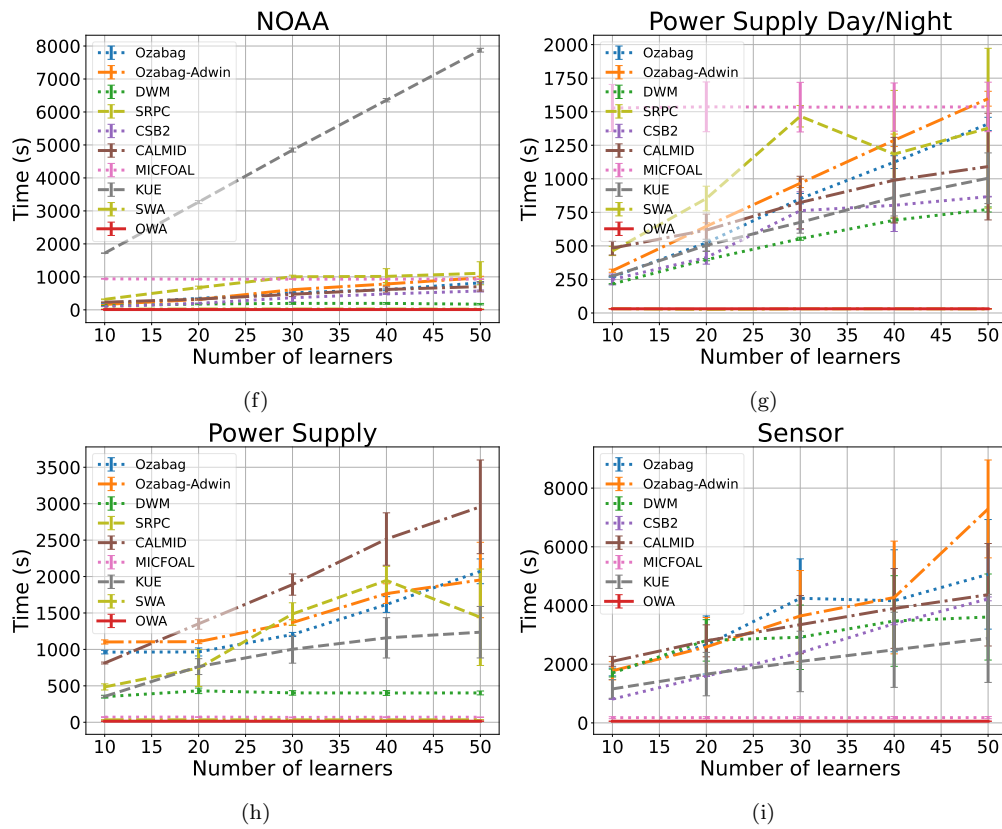 NOAA
8000
7000
6000
5000
4000
3000
2000
1000
0
Time (s)
Ozabag
Ozabag-Adwin
DWM
SRPC
CSB2
CALMID
MICFOAL
KUE
SWA
OWA
10 15 20 25 30 35 40 45 50
Number of learners
(f)
Power Supply Day/Night
2000
1750
1500
1250
1000
750
500
250
0
Time (s)
Ozabag
Ozabag-Adwin
DWM
SRPC
CSB2
CALMID
MICFOAL
KUE
SWA
OWA
10 15 20 25 30 35 40 45 50
Number of learners
(g)
Power Supply
3500
3000
2500
2000
1500
1000
500
0
Time (s)
Ozabag
Ozabag-Adwin
DWM
SRPC
CALMID
MICFOAL
KUE
SWA
OWA
10 15 20 25 30 35 40 45 50
Number of learners
(h)
Sensor
8000
6000
4000
2000
0
Time (s)
Ozabag
Ozabag-Adwin
DWM
CSB2
CALMID
MICFOAL
KUE
OWA
10 15 20 25 30 35 40 45 50
Number of learners
(i)